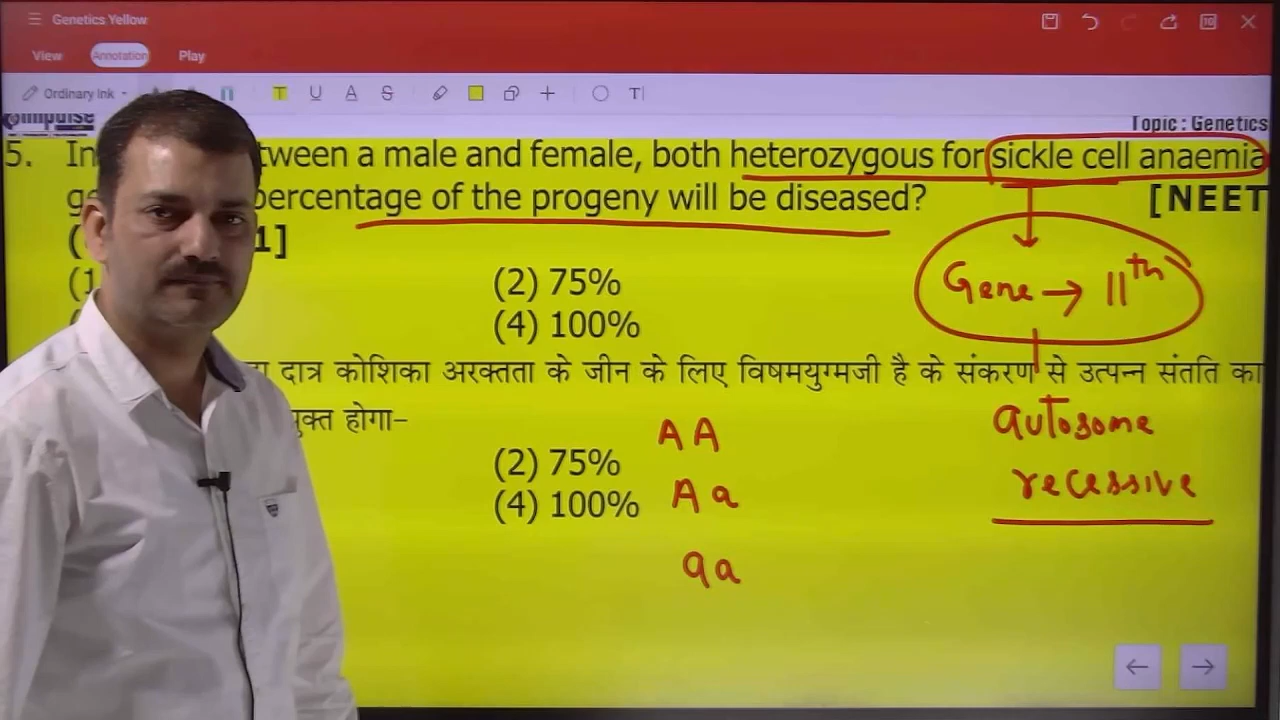 Genetics Yellow
View Annotation Play
Ordinary Ink
T U A S T
impulse
Topic : Genetics
5. In tween a male and female, both heterozygous for sickle cell anaemia
percentage of the progeny will be diseased? [NEET
1]
(2) 75%
(4) 100%
Gene → 11th
दात्र कोशिका अरक्तता के जीन के लिए विषमयुग्मजी है के संकरण से उत्पन्न संतति का
युक्त होगा–
(2) 75%
(4) 100%
AA
Aa
aa
autosome
recessive